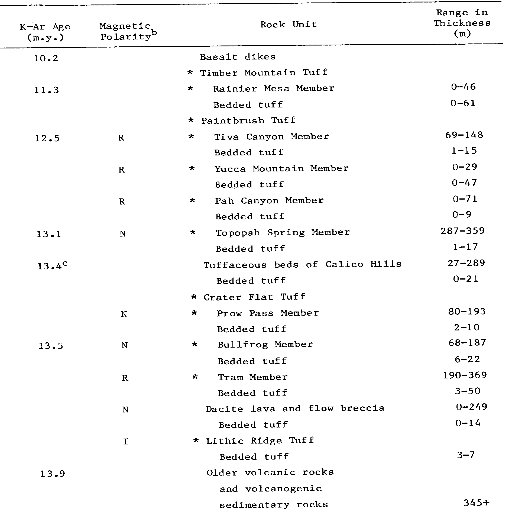 Range in
K-Ar Age Magnetic Rock Unit Thickness
(m.y.) Polarity b (m)
10.2 Basalt dikes
* Timber Mountain Tuff
11.3 * Rainier Mesa Member 0-46
Bedded tuff 0-61
* Paintbrush Tuff
12.5 R * Tiva Canyon Member 69-148
Bedded tuff 1-15
R * Yucca Mountain Member 0-29
Bedded tuff 0-47
R * Pah Canyon Member 0-71
Bedded tuff 0-9
13.1 N * Topopah Spring Member 287-359
Bedded tuff 1-17
13.4c Tuffaceous beds of Calico Hills 27-289
Bedded tuff 0-21
* Crater Flat Tuff
N * Prow Pass Member 80-193
Bedded tuff 2-10
13.5 N * Bullfrog Member 68-187
Bedded tuff 6-22
R * Tram Member 190-369
Bedded tuff 3-50
N Dacite lava and flow breccia 0-249
Bedded tuff 0-14
I * Lithic Ridge Tuff
Bedded tuff 3-7
13.9 Older volcanic rocks
and volcanogenic
sedimentary rocks 345+